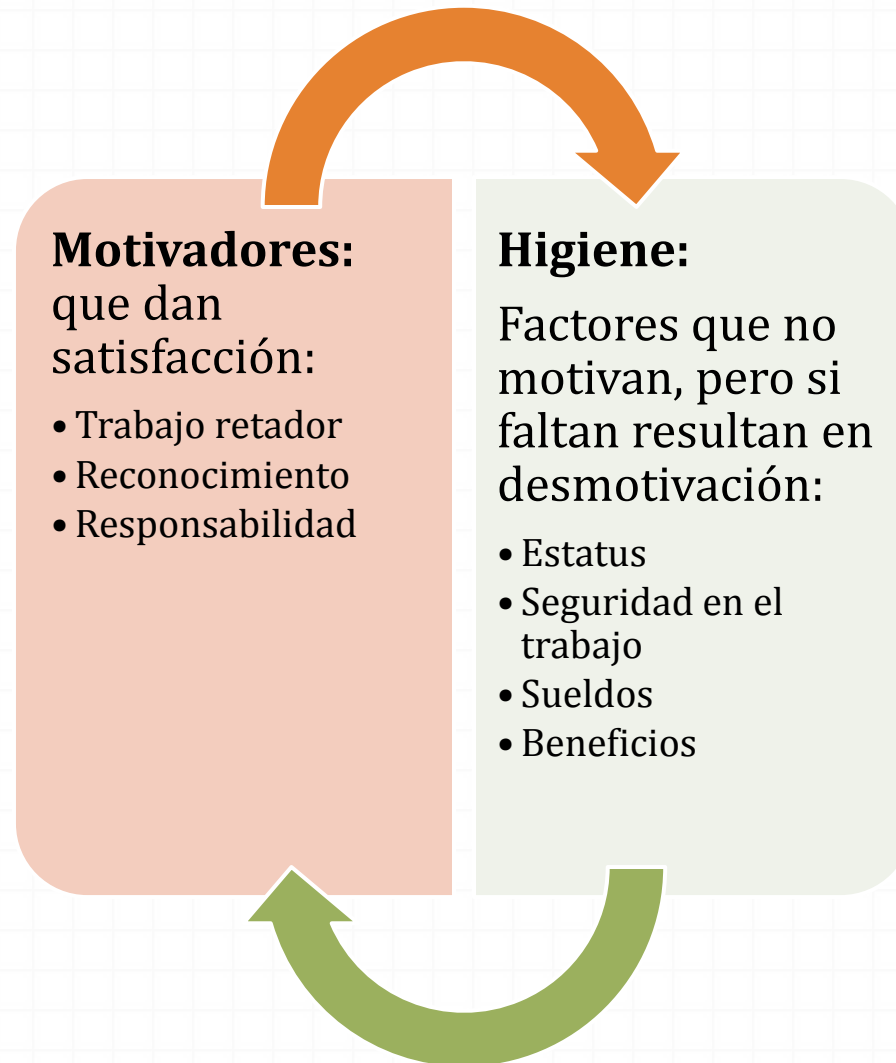 Motivadores:
que dan
satisfacción:
• Trabajo retador
• Reconocimiento
• Responsabilidad
Higiene:
Factores que no
motivan, pero si
faltan resultan en
desmotivación:
• Estatus
• Seguridad en el
trabajo
• Sueldos
• Beneficios